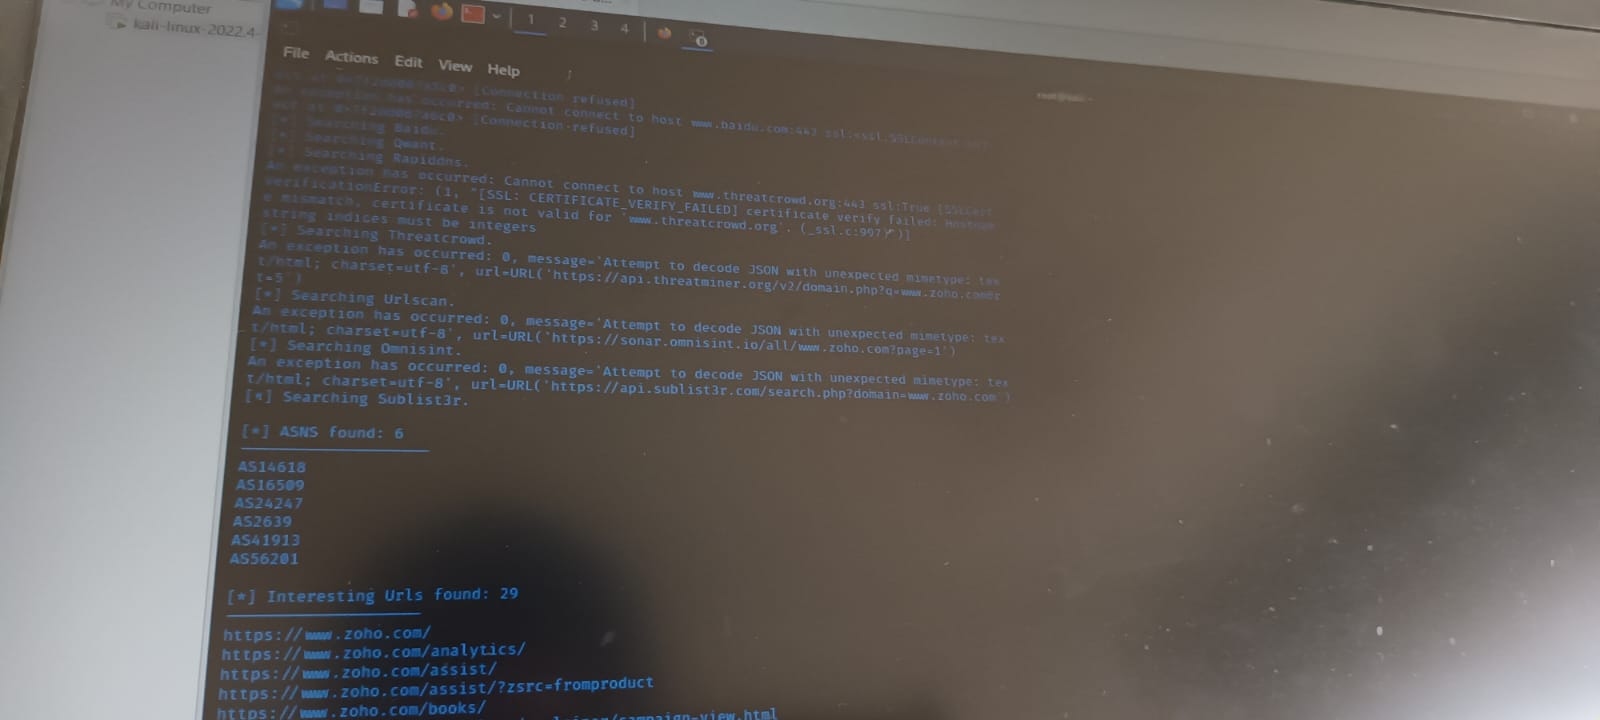 My Computer
kali-linux-2022.4-
1 2 3 4
File Actions Edit View Help
[Connection refused]
An exception has occurred: Cannot connect to host www.baidu.com:443 ssl:<ssl.SSLContext obj
[Connection refused]
[*] Searching Baidu.
[*] Searching Qwant.
[*] Searching Rapiddns.
An exception has occurred: Cannot connect to host www.threatcrowd.org:443 ssl:True [SSLCert
VerificationError: (1, "[SSL: CERTIFICATE_VERIFY_FAILED] certificate verify failed: Hostnam
e mismatch, certificate is not valid for 'www.threatcrowd.org'. (_ssl.c:997)")]
string indices must be integers
[*] Searching Threatcrowd.
An exception has occurred: 0, message='Attempt to decode JSON with unexpected mimetype: tex
t/html; charset=utf-8', url=URL('https://api.threatminer.org/v2/domain.php?q=www.zoho.com&r
t=5')
[*] Searching Urlscan.
An exception has occurred: 0, message='Attempt to decode JSON with unexpected mimetype: tex
t/html; charset=utf-8', url=URL('https://sonar.omnisint.io/all/www.zoho.com?page=1')
[*] Searching Omnisint.
An exception has occurred: 0, message='Attempt to decode JSON with unexpected mimetype: tex
t/html; charset=utf-8', url=URL('https://api.sublist3r.com/search.php?domain=www.zoho.com')
[*] Searching Sublist3r.
[*] ASNS found: 6
AS14618
AS16509
AS24247
AS2639
AS41913
AS56201
[*] Interesting Urls found: 29
https://www.zoho.com/
https://www.zoho.com/analytics/
https://www.zoho.com/assist/
https://www.zoho.com/assist/?zsrc=fromproduct
https://www.zoho.com/books/
/campaign-view.html